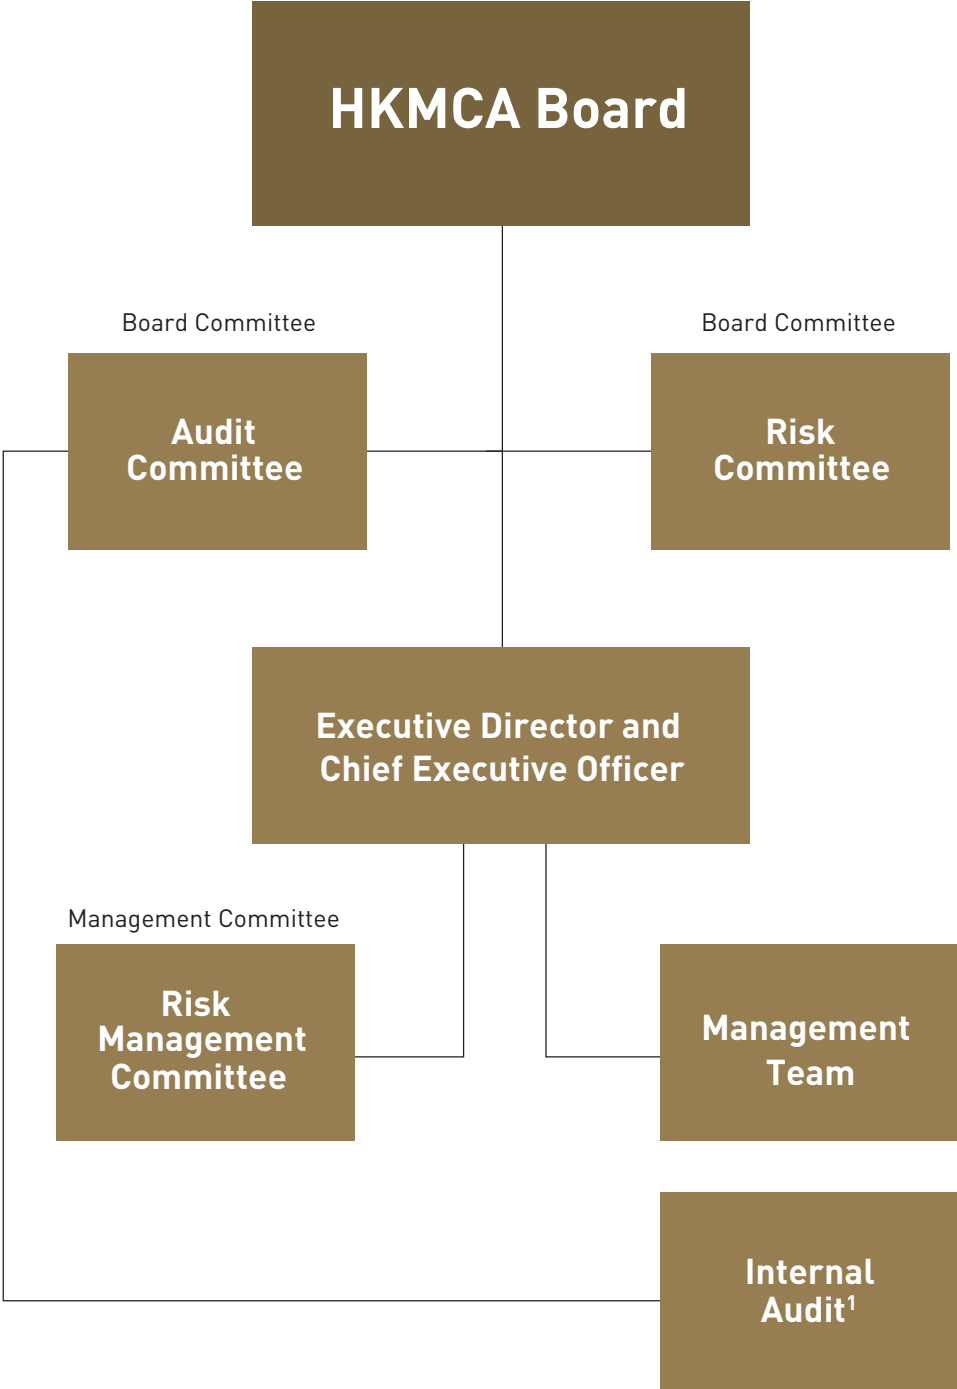 HKMCA Board
Board Committee
Audit
Committee
Board Committee
Risk
Committee
Executive Director and
Chief Executive Officer
Management Committee
Risk
Management
Committee
Management
Team
Internal
Audit¹